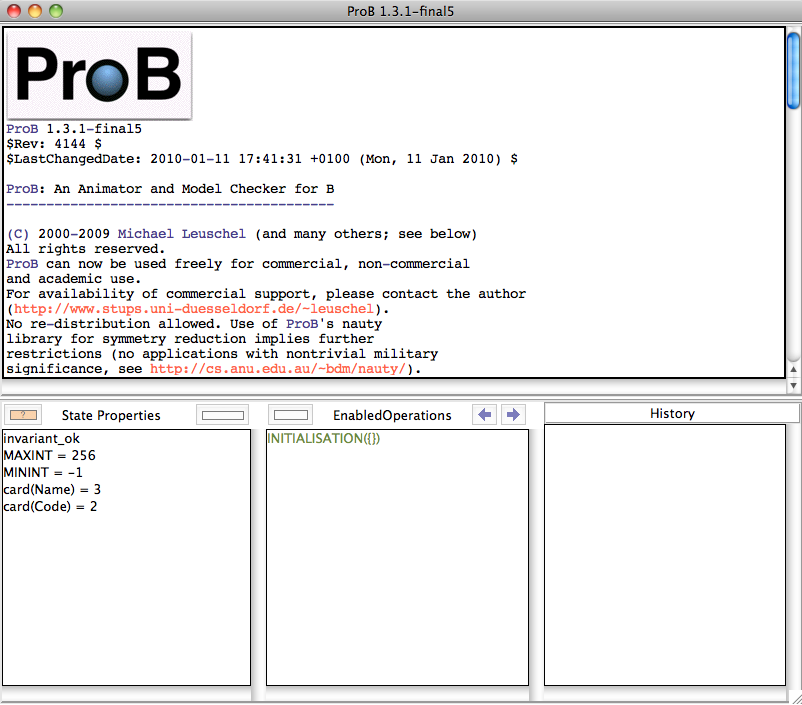 ProB 1.3.1-final5
ProB
ProB 1.3.1-final5
$Rev: 4144 $
$LastChangedDate: 2010-01-11 17:41:31 +0100 (Mon, 11 Jan 2010) $
ProB: An Animator and Model Checker for B
-----------------------------------------
(C) 2000-2009 Michael Leuschel (and many others; see below)
All rights reserved.
ProB can now be used freely for commercial, non-commercial
and academic use.
For availability of commercial support, please contact the author
(http://www.stups.uni-duesseldorf.de/~leuschel).
No re-distribution allowed. Use of ProB's nauty
library for symmetry reduction implies further
restrictions (no applications with nontrivial military
significance, see http://cs.anu.edu.au/~bdm/nauty/).
? State Properties
invariant_ok
MAXINT = 256
MININT = -1
card(Name) = 3
card(Code) = 2
EnabledOperations
INITIALISATION({})
History